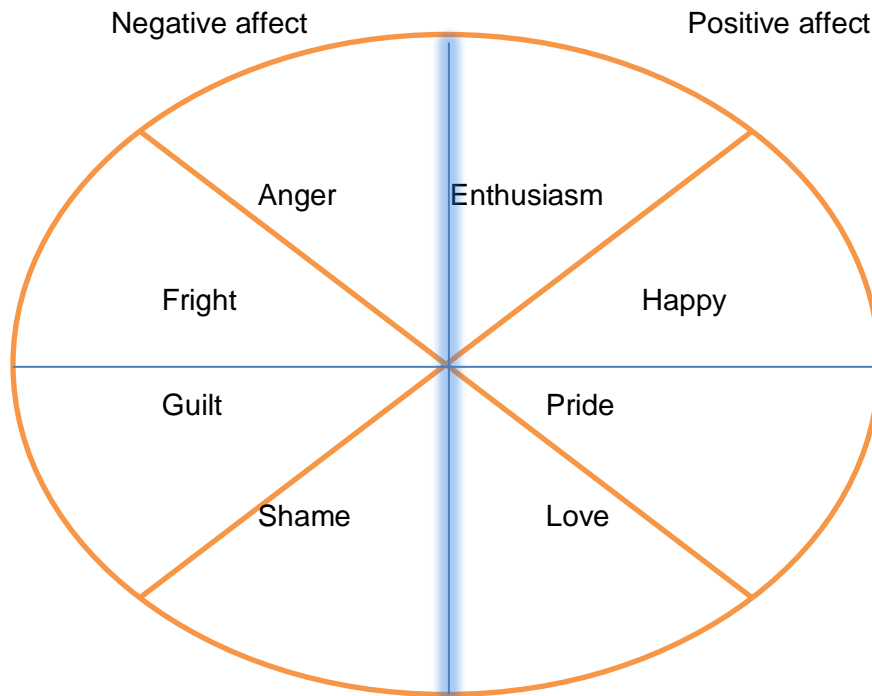 Negative affect
Positive affect
Anger
Enthusiasm
Fright
Happy
Guilt
Pride
Shame
Love